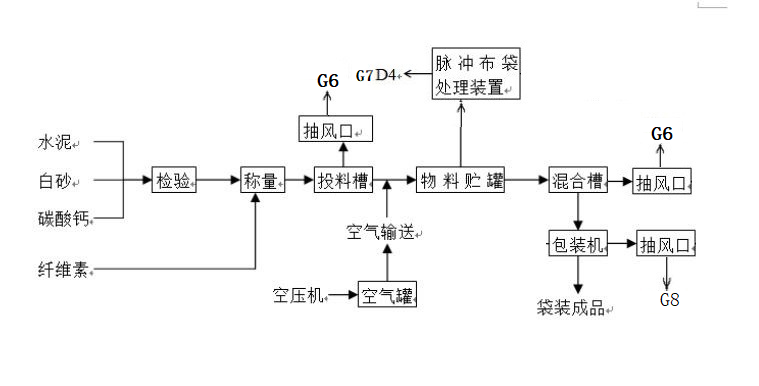 脉冲布袋
处理装置
G7D4
G6
抽风口
G6
水泥
白砂
检验
称量
投料槽
物料贮罐
混合槽
抽风口
碳酸钙
空气输送
包装机
抽风口
纤维素
空压机
空气罐
袋装成品
G8